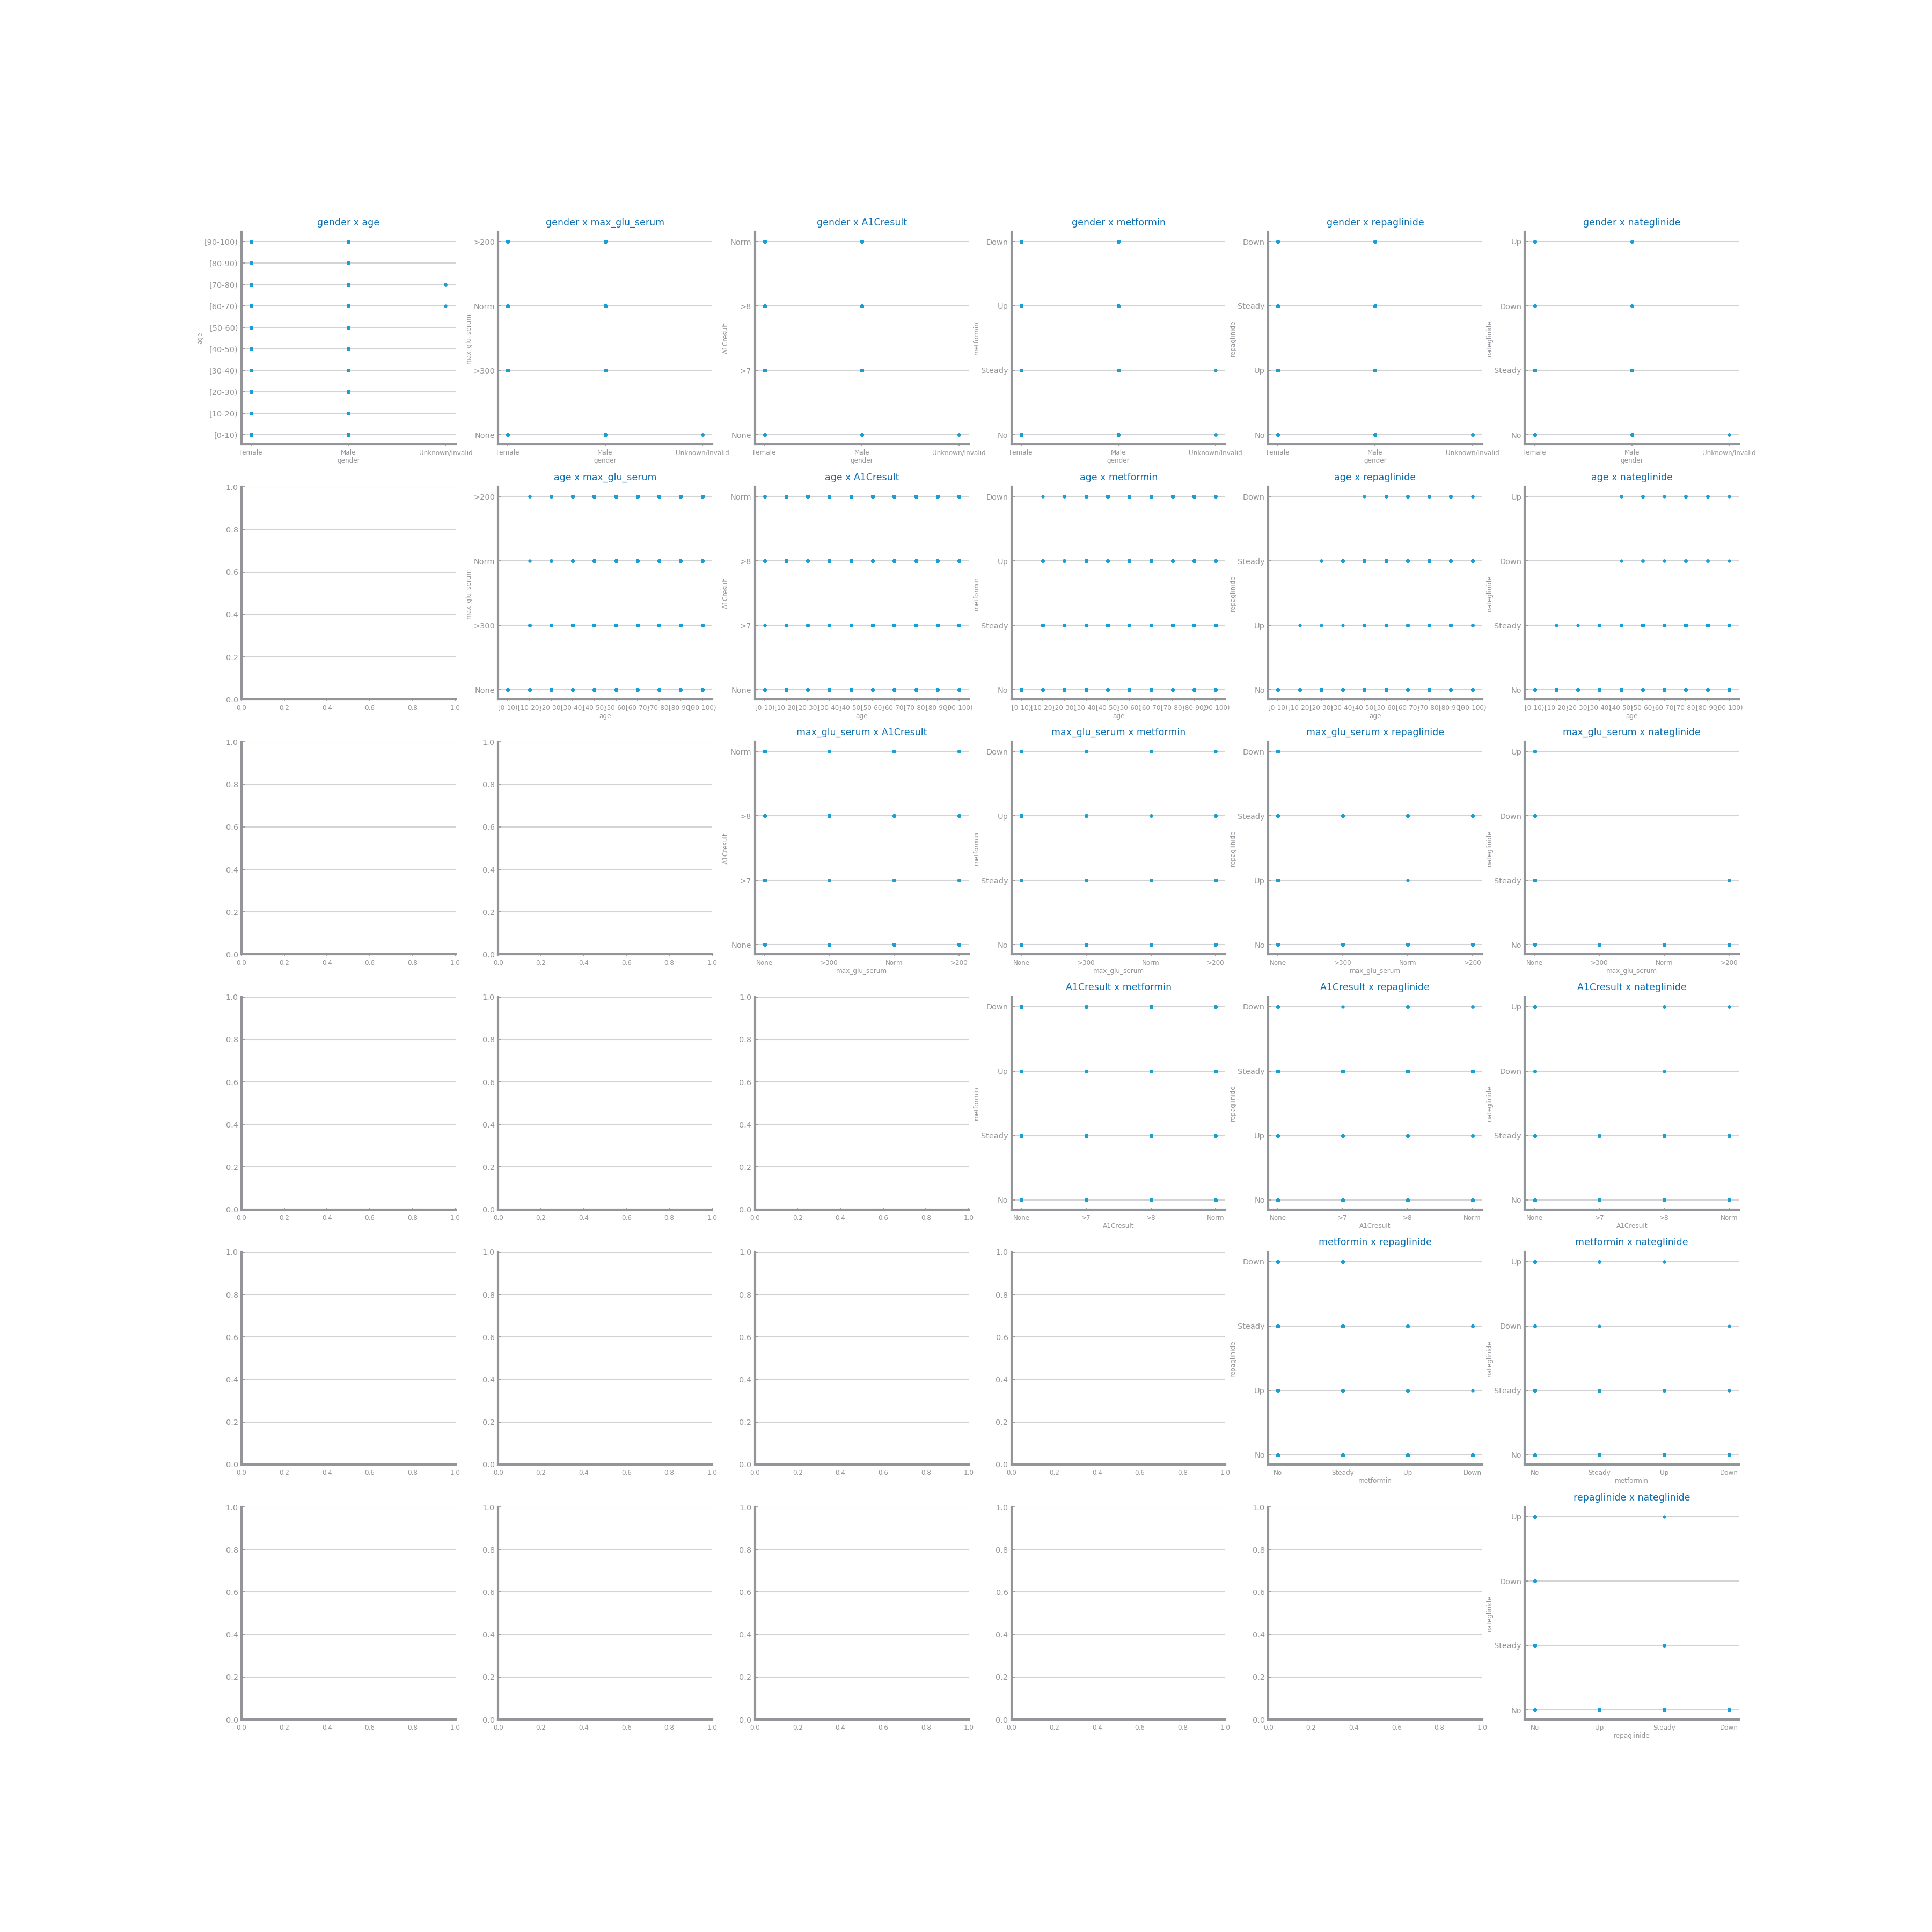 gender x age gender x max_glu_serum gender x A1Cresult gender x metformin gender x repaglinide gender x nateglinide
[90-100) >200 Norm Down Down Up
[80-90)
[70-80)
[60-70) Norm >8 Up Steady Down
[50-60)
age max_glu_serum A1Cresult metformin repaglinide nateglinide
[40-50)
[30-40) >300 >7 Steady Up Steady
[20-30)
[10-20)
[0-10) None None No No No
Female Male Unknown/Invalid Female Male Unknown/Invalid Female Male Unknown/Invalid Female Male Unknown/Invalid Female Male Unknown/Invalid Female Male Unknown/Invalid
gender gender gender gender gender gender
age x max_glu_serum age x A1Cresult age x metformin age x repaglinide age x nateglinide
1.0 >200 Norm Down Down Up
0.8
Norm >8 Up Steady Down
0.6 max_glu_serum A1Cresult metformin repaglinide nateglinide
0.4
>300 >7 Steady Up Steady
0.2
0.0 None None No No No
0.0 0.2 0.4 0.6 0.8 1.0 [0-10) [10-20) [20-30) [30-40) [40-50) [50-60) [60-70) [70-80) [80-90) [90-100) [0-10) [10-20) [20-30) [30-40) [40-50) [50-60) [60-70) [70-80) [80-90) [90-100) [0-10) [10-20) [20-30) [30-40) [40-50) [50-60) [60-70) [70-80) [80-90) [90-100) [0-10) [10-20) [20-30) [30-40) [40-50) [50-60) [60-70) [70-80) [80-90) [90-100) [0-10) [10-20) [20-30) [30-40) [40-50) [50-60) [60-70) [70-80) [80-90) [90-100)
age age age age age
max_glu_serum x A1Cresult max_glu_serum x metformin max_glu_serum x repaglinide max_glu_serum x nateglinide
1.0 1.0 Norm Down Down Up
0.8 0.8
>8 Up Steady Down
0.6 0.6
A1Cresult metformin repaglinide nateglinide
0.4 0.4
>7 Steady Up Steady
0.2 0.2
0.0 0.0 None No No No
0.0 0.2 0.4 0.6 0.8 1.0 0.0 0.2 0.4 0.6 0.8 1.0 None >300 Norm >200 None >300 Norm >200 None >300 Norm >200 None >300 Norm >200
max_glu_serum max_glu_serum max_glu_serum max_glu_serum
A1Cresult x metformin A1Cresult x repaglinide A1Cresult x nateglinide
1.0 1.0 1.0 Down Down Up
0.8 0.8 0.8
Up Steady Down
0.6 0.6 0.6
metformin repaglinide nateglinide
0.4 0.4 0.4
Steady Up Steady
0.2 0.2 0.2
0.0 0.0 0.0 No No No
0.0 0.2 0.4 0.6 0.8 1.0 0.0 0.2 0.4 0.6 0.8 1.0 0.0 0.2 0.4 0.6 0.8 1.0 None >7 >8 Norm None >7 >8 Norm None >7 >8 Norm
A1Cresult A1Cresult A1Cresult
metformin x repaglinide metformin x nateglinide
1.0 1.0 1.0 1.0 Down Up
0.8 0.8 0.8 0.8
Steady Down
0.6 0.6 0.6 0.6
repaglinide nateglinide
0.4 0.4 0.4 0.4
Up Steady
0.2 0.2 0.2 0.2
0.0 0.0 0.0 0.0 No No
0.0 0.2 0.4 0.6 0.8 1.0 0.0 0.2 0.4 0.6 0.8 1.0 0.0 0.2 0.4 0.6 0.8 1.0 0.0 0.2 0.4 0.6 0.8 1.0 No Steady Up Down No Steady Up Down
metformin metformin
repaglinide x nateglinide
1.0 1.0 1.0 1.0 1.0 Up
0.8 0.8 0.8 0.8 0.8
Down
0.6 0.6 0.6 0.6 0.6
nateglinide
0.4 0.4 0.4 0.4 0.4
Steady
0.2 0.2 0.2 0.2 0.2
0.0 0.0 0.0 0.0 0.0 No
0.0 0.2 0.4 0.6 0.8 1.0 0.0 0.2 0.4 0.6 0.8 1.0 0.0 0.2 0.4 0.6 0.8 1.0 0.0 0.2 0.4 0.6 0.8 1.0 0.0 0.2 0.4 0.6 0.8 1.0 No Up Steady Down
repaglinide